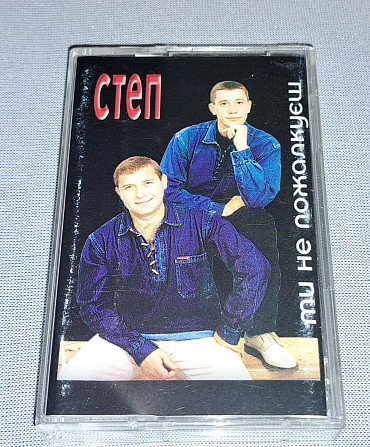 степ
ти не пожалкуєш